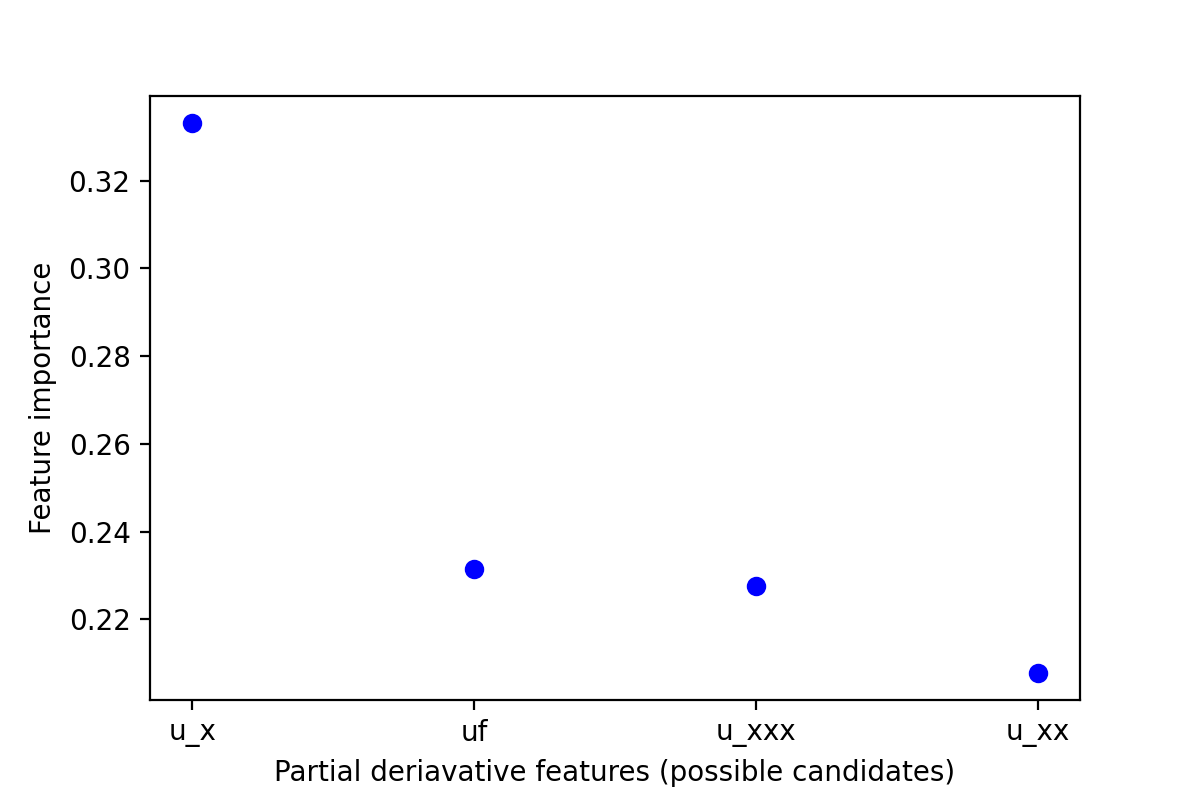 Feature importance
0.32
0.30
0.28
0.26
0.24
0.22
u_x uf u_xxx u_xx
Partial deriavative features (possible candidates)